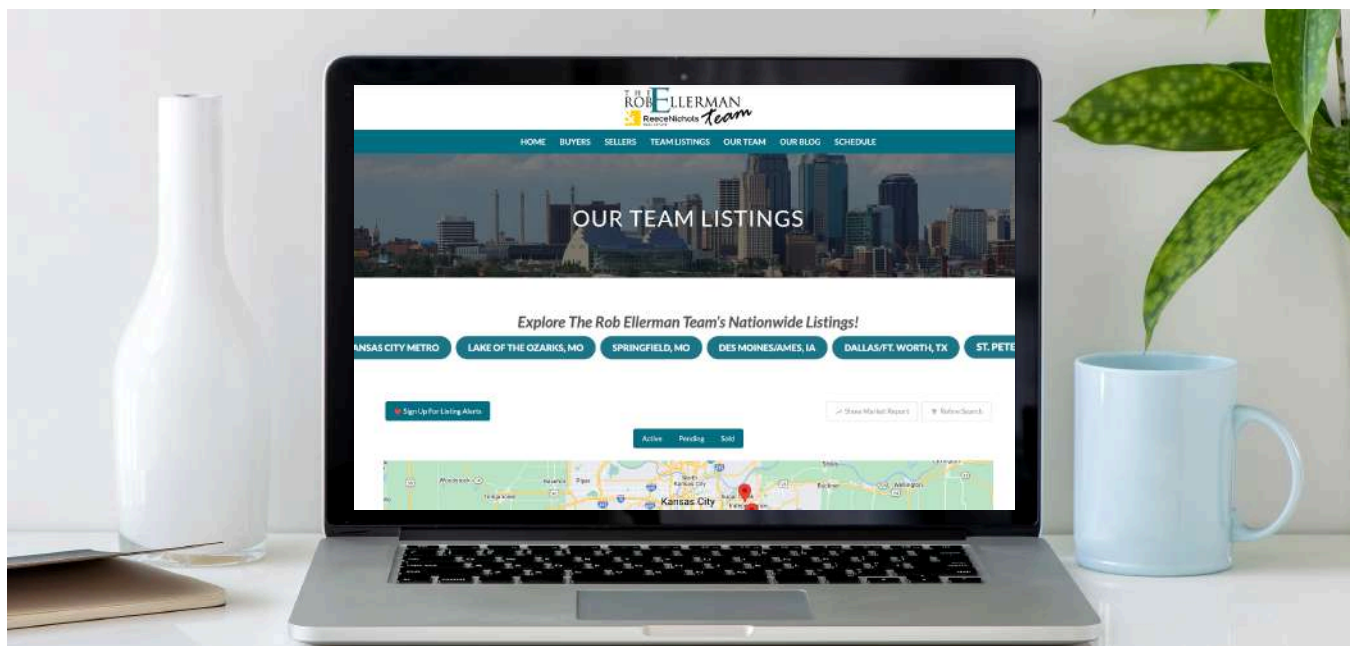 THE
ROB ELLERMAN
ReeceNichols team
HOME BUYERS SELLERS TEAM LISTINGS OUR TEAM OUR BLOG SCHEDULE
OUR TEAM LISTINGS
Explore The Rob Ellerman Team's Nationwide Listings!
ANSAS CITY METRO LAKE OF THE OZARKS, MO SPRINGFIELD, MO DES MOINES/AMES, IA DALLAS/FT. WORTH, TX ST. PETE
Sign Up For Listing Alerts Show Market Report Refine Search
Active Pending Sold
North
Kansas City
Kansas City